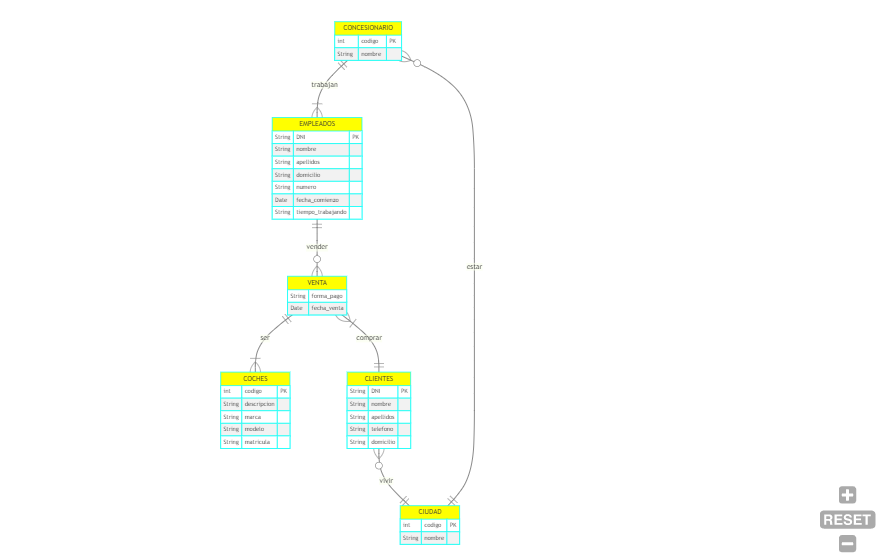 CONCESIONARIO
int codigo PK
String nombre
trabajan
EMPLEADOS
String DNI PK
String nombre
String apellidos
String domicilio
String numero
Date fecha_comienzo
String tiempo_trabajando
vender
estar
VENTA
String forma_pago
Date fecha_venta
ser
comprar
COCHES
int codigo PK
String descripcion
String marca
String modelo
String matricula
CLIENTES
String DNI PK
String nombre
String apellidos
String telefono
String domicilio
vivir
CIUDAD
int codigo PK
String nombre
RESET